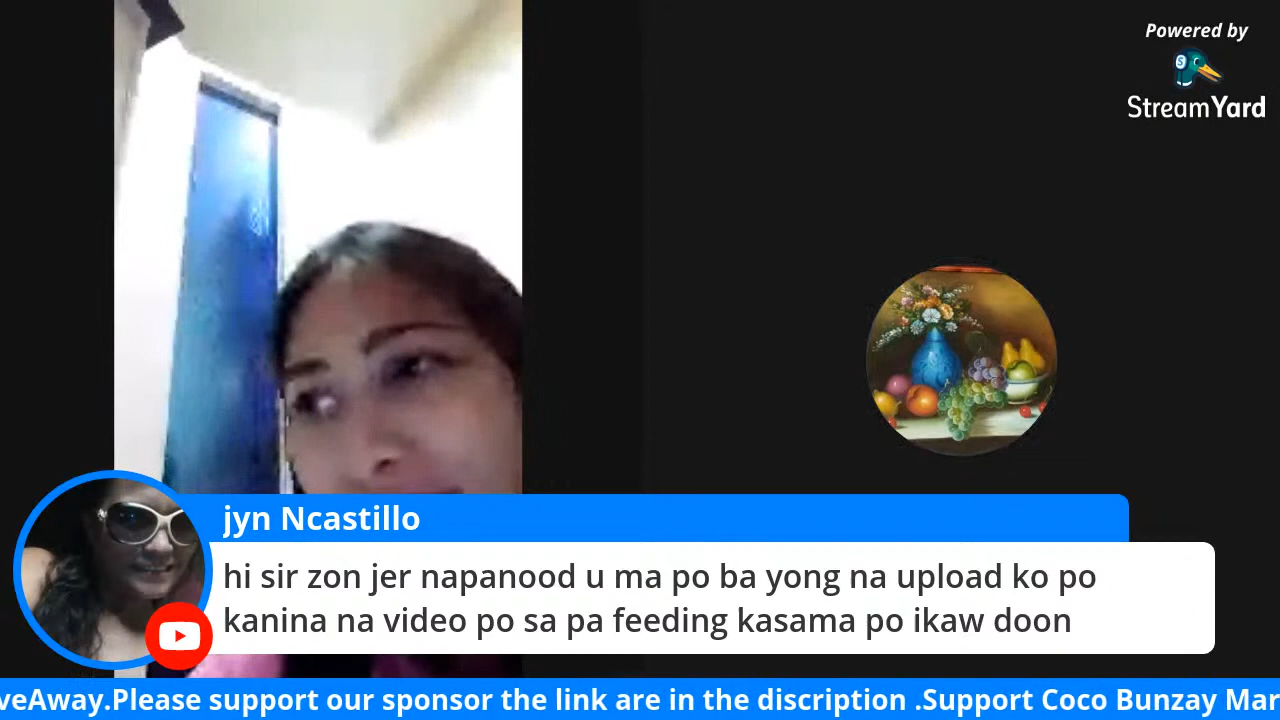 Powered by
StreamYard
jyn Ncastillo
hi sir zon jer napanood u ma po ba yong na upload ko po
kanina na video po sa pa feeding kasama po ikaw doon
veAway.Please support our sponsor the link are in the discription .Support Coco Bunzay Mar